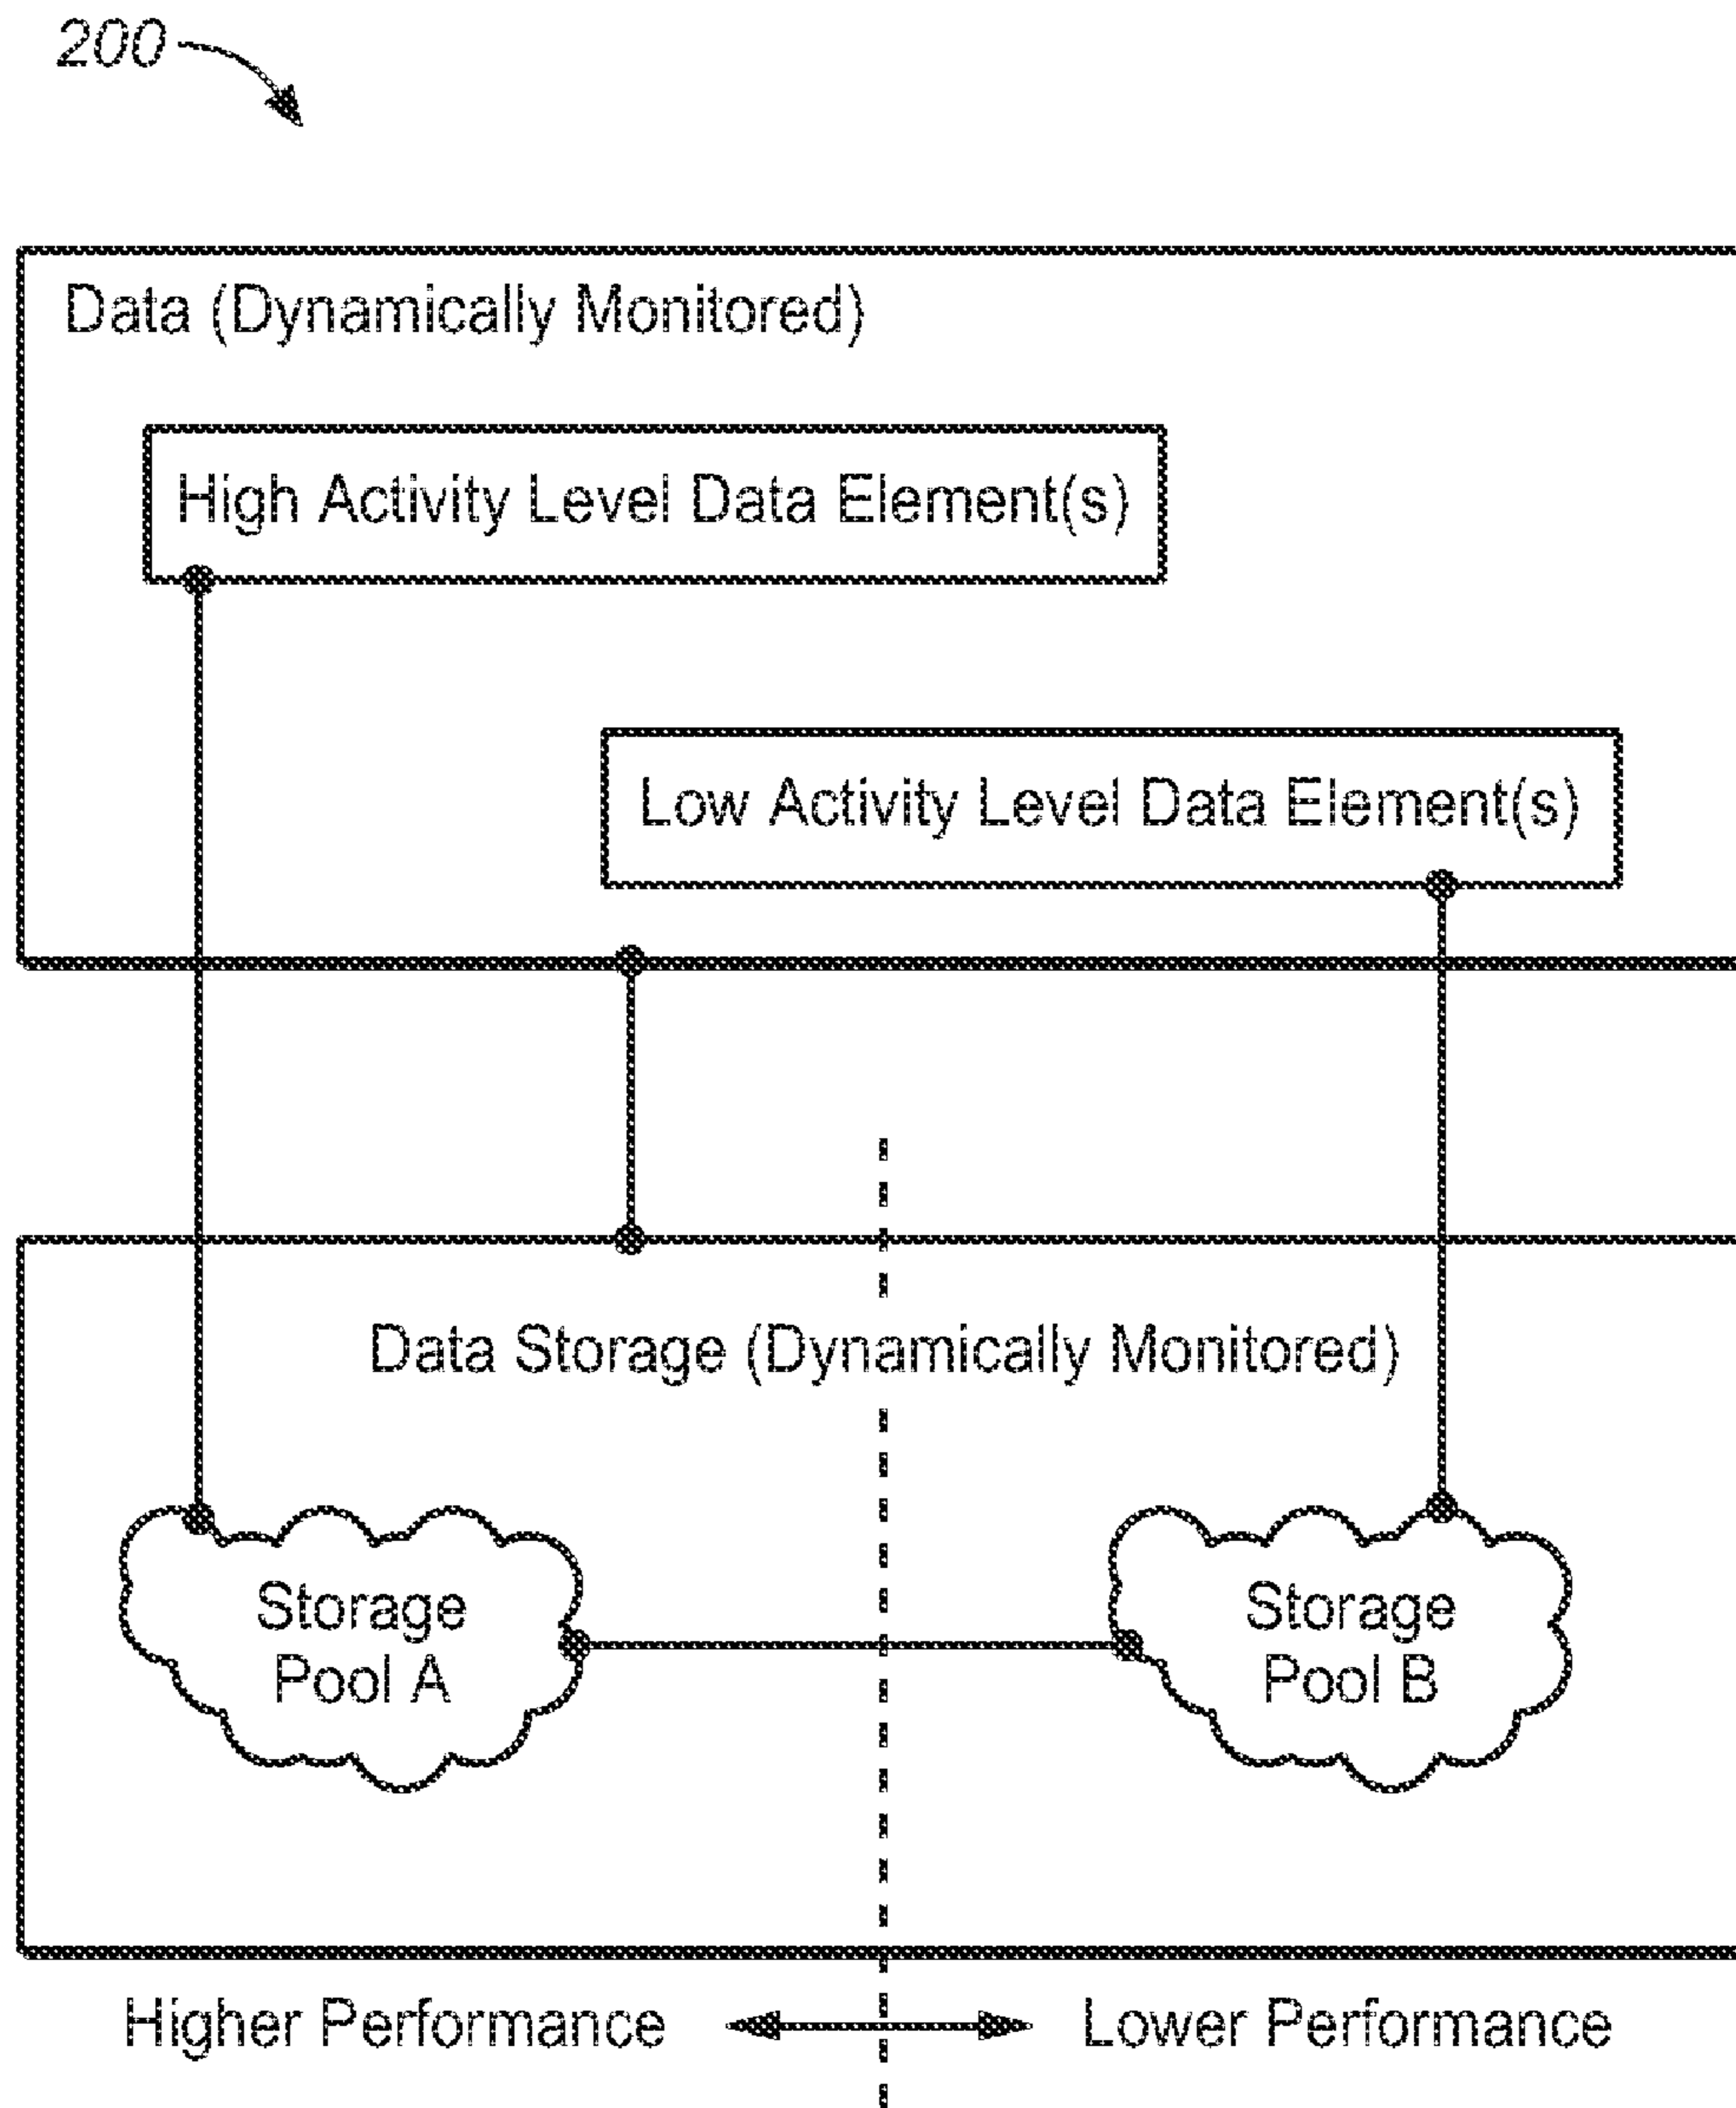 200
Data (Dynamically Monitored)
High Activity Level Data Element(s)
Low Activity Level Data Element(s)
Data Storage (Dynamically Monitored)
Storage
Pool A
Storage
Pool B
Higher Performance
Lower Performance